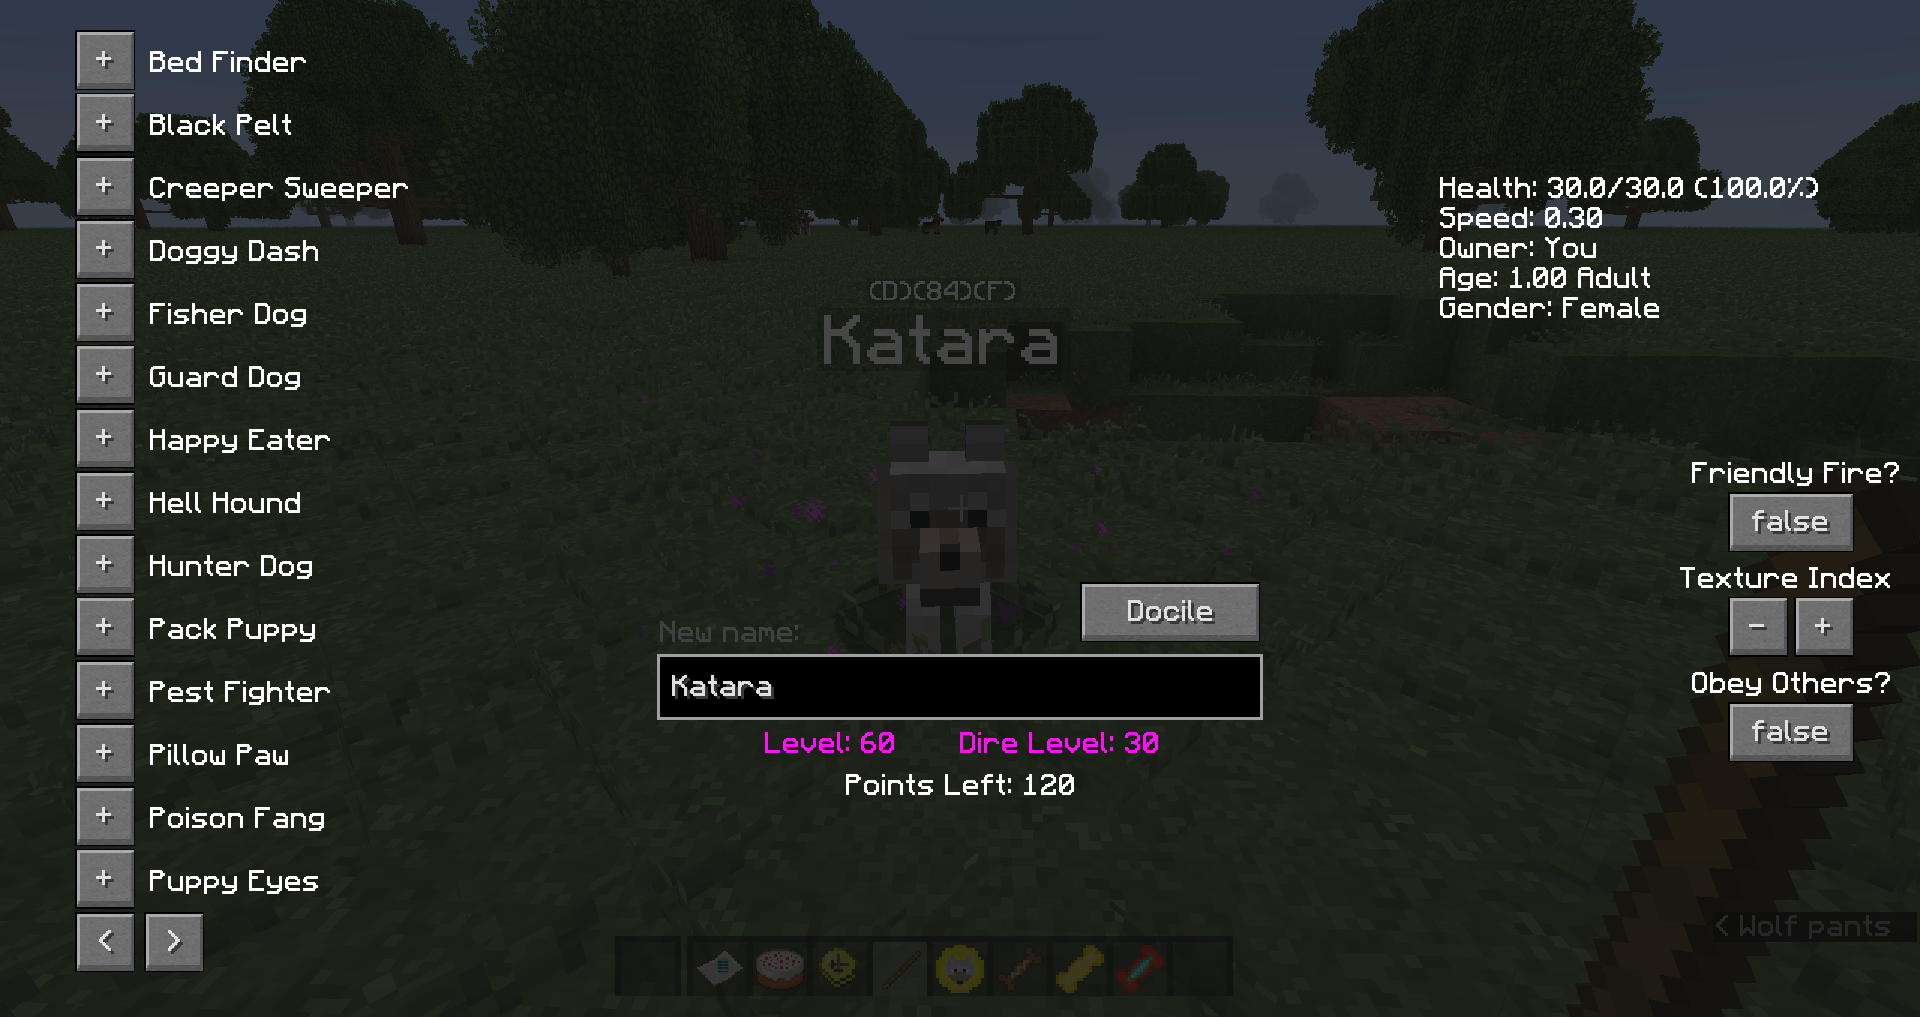 + Bed Finder
+ Black Pelt
+ Creeper Sweeper
+ Doggy Dash
+ Fisher Dog
+ Guard Dog
+ Happy Eater
+ Hell Hound
+ Hunter Dog
+ Pack Puppy
+ Pest Fighter
+ Pillow Paw
+ Poison Fang
+ Puppy Eyes
< >
(D)(84)(F)
Katara
New name:
Docile
Katara
Level: 60 Dire Level: 30
Points Left: 120
Health: 30.0/30.0 (100.0%)
Speed: 0.30
Owner: You
Age: 1.00 Adult
Gender: Female
Friendly Fire?
false
Texture Index
- +
Obey Others?
false
< Wolf pants